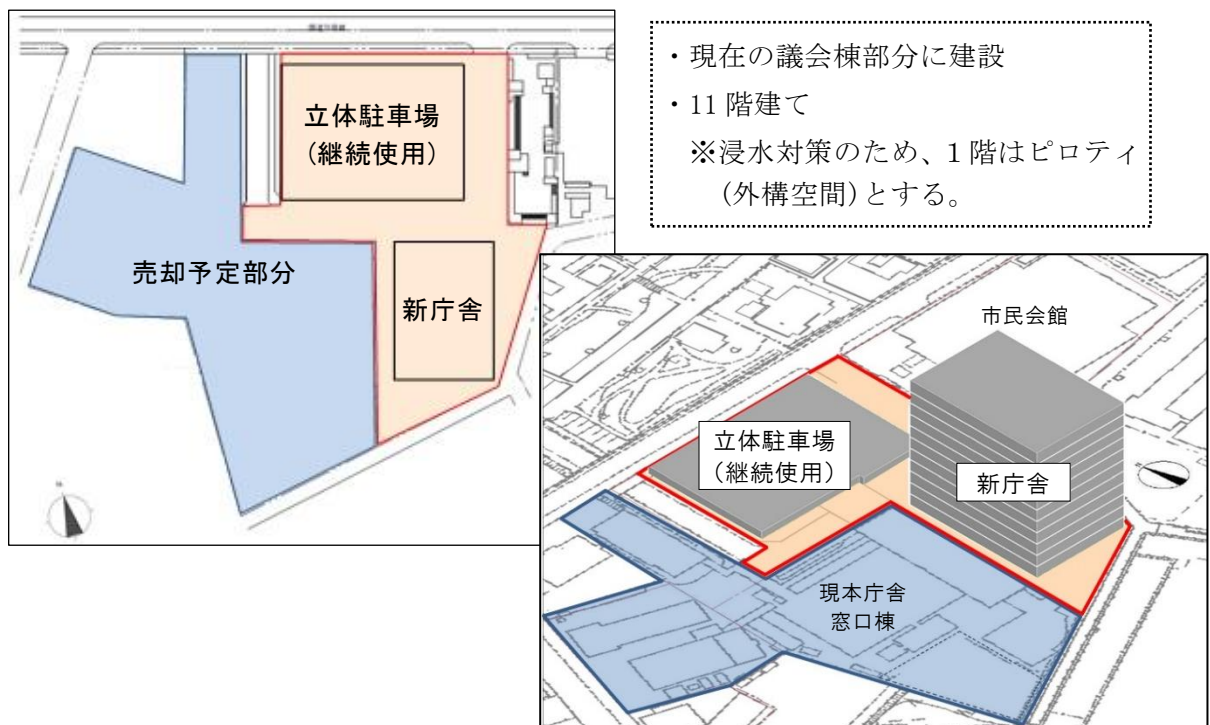 立体駐車場
(継続使用)
売却予定部分
新庁舎
・現在の議会棟部分に建設
・11階建て
※浸水対策のため、1階はピロティ
(外構空間)とする。
市民会館
立体駐車場
(継続使用)
新庁舎
現本庁舎
窓口棟